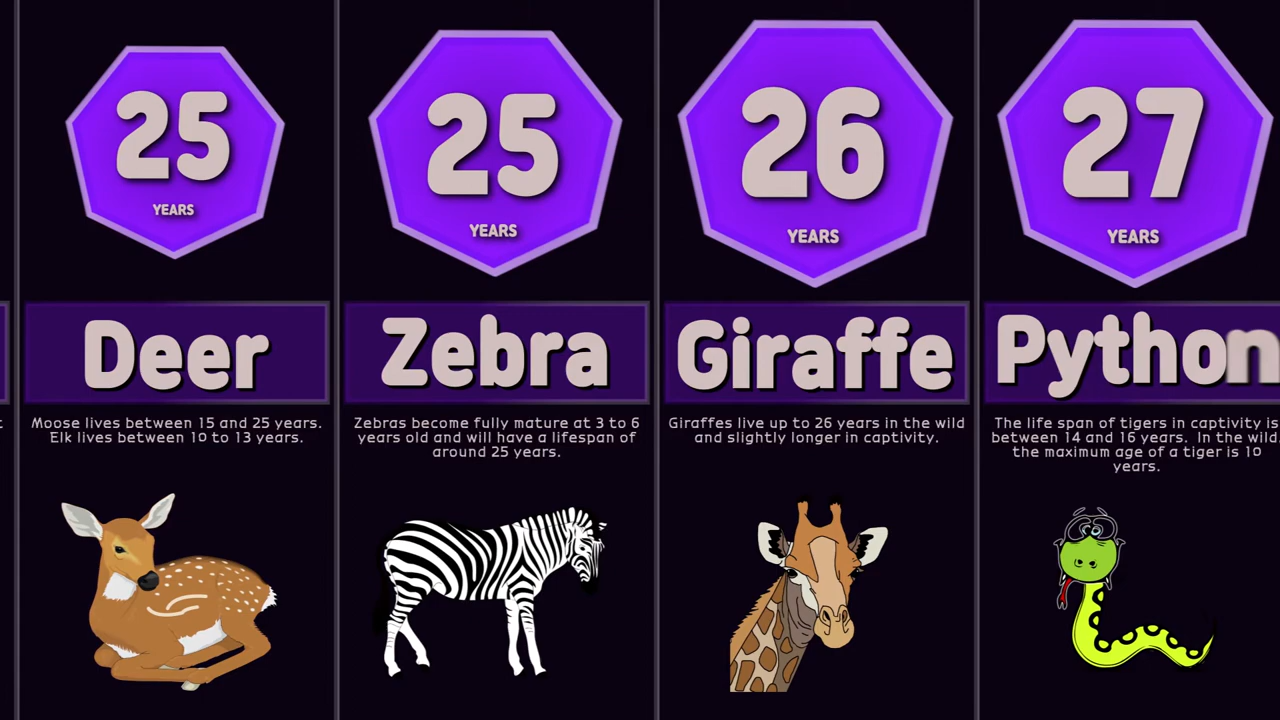 25
YEARS
Deer
Moose lives between 15 and 25 years.
Elk lives between 10 to 13 years.
25
YEARS
Zebra
Zebras become fully mature at 3 to 6
years old and will have a lifespan of
around 25 years.
26
YEARS
Giraffe
Giraffes live up to 26 years in the wild
and slightly longer in captivity.
27
YEARS
Python
The life span of tigers in captivity is
between 14 and 16 years. In the wild,
the maximum age of a tiger is 10
years.